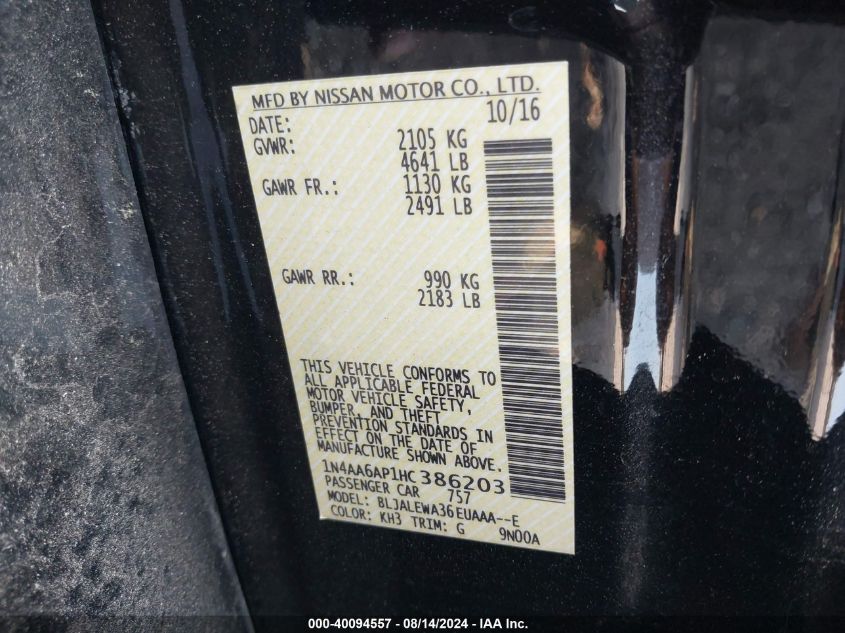 MFD BY NISSAN MOTOR CO., LTD.
DATE: 10/16
GVWR: 2105 KG
4641 LB
GAWR FR.: 1130 KG
2491 LB
GAWR RR.: 990 KG
2183 LB
THIS VEHICLE CONFORMS TO
ALL APPLICABLE FEDERAL
MOTOR VEHICLE SAFETY,
BUMPER, AND THEFT
PREVENTION STANDARDS IN
EFFECT ON THE DATE OF
MANUFACTURE SHOWN ABOVE.
1N4AA6AP1HC386203
PASSENGER CAR 757
MODEL: BLJALEWA36EUAAA--E
COLOR: KH3 TRIM: G 9N00A
000-40094557 - 08/14/2024 - IAA Inc.